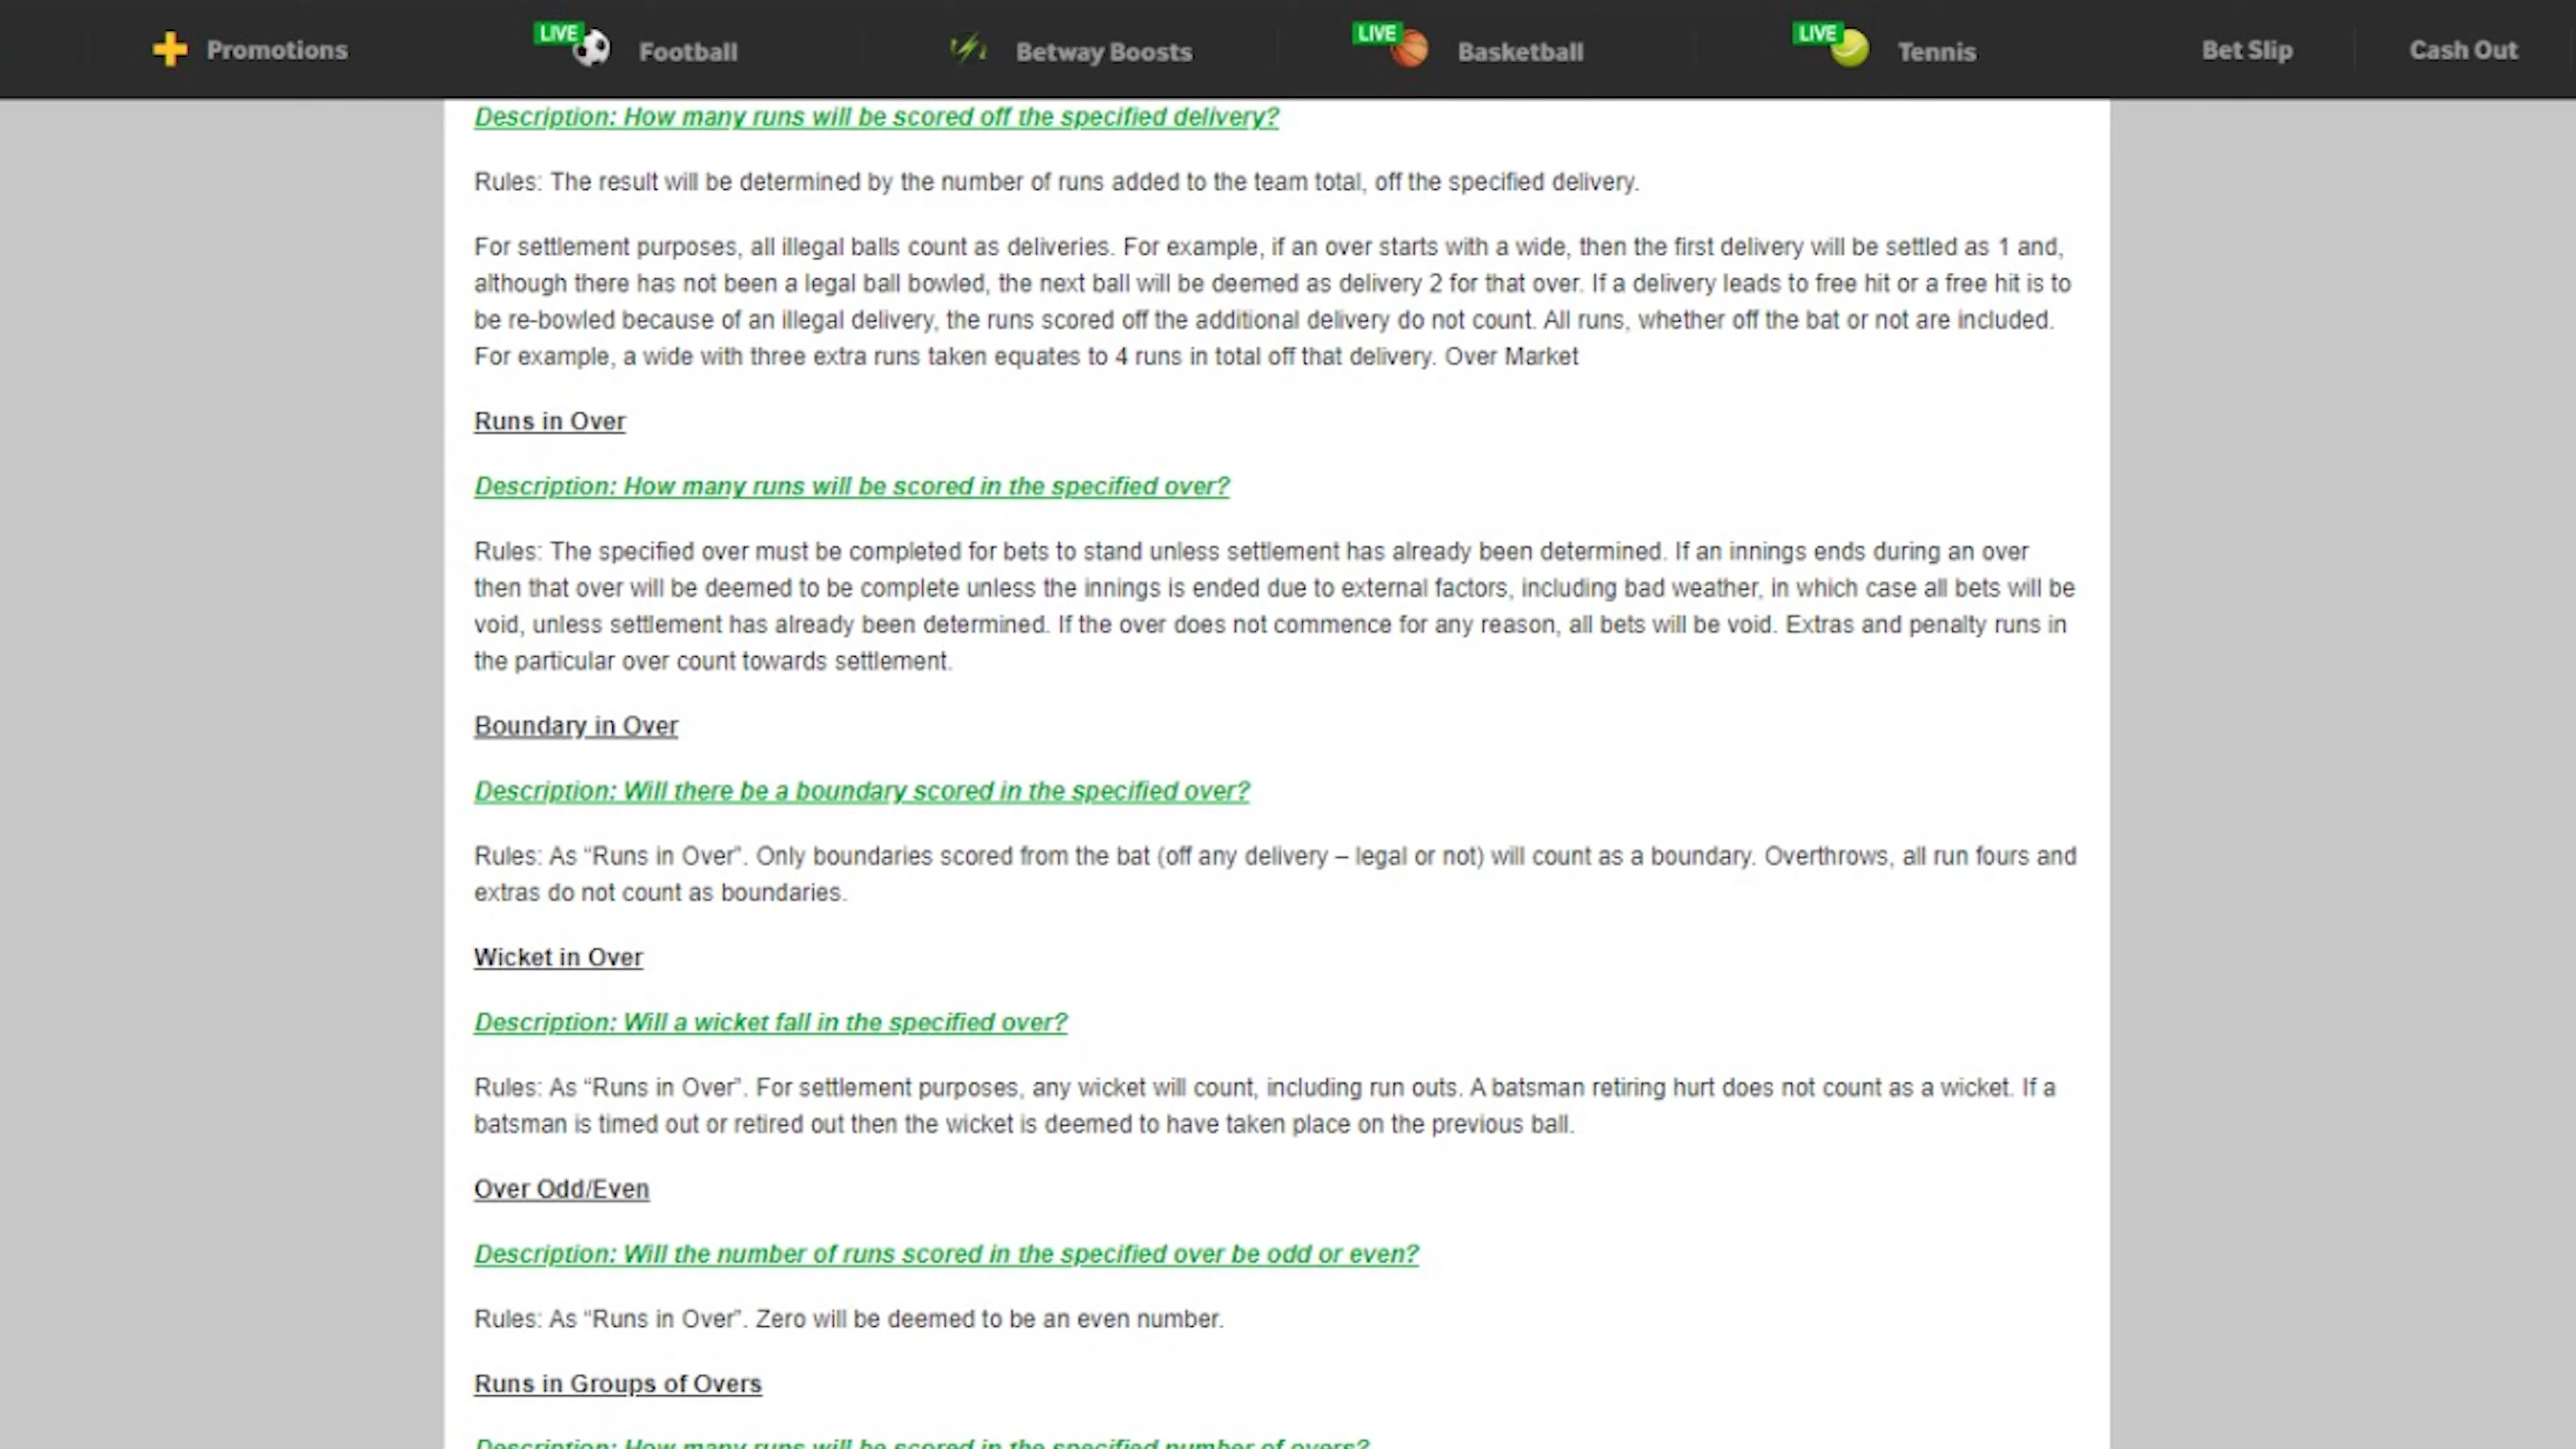 Promotions
LIVE
Football
Betway Boosts
LIVE
Basketball
LIVE
Tennis
Bet Slip
Cash Out
Description: How many runs will be scored off the specified delivery?
Rules: The result will be determined by the number of runs added to the team total, off the specified delivery.
For settlement purposes, all illegal balls count as deliveries. For example, if an over starts with a wide, then the first delivery will be settled as 1 and,
although there has not been a legal ball bowled, the next ball will be deemed as delivery 2 for that over. If a delivery leads to free hit or a free hit is to
be re-bowled because of an illegal delivery, the runs scored off the additional delivery do not count. All runs, whether off the bat or not are included.
For example, a wide with three extra runs taken equates to 4 runs in total off that delivery. Over Market
Runs in Over
Description: How many runs will be scored in the specified over?
Rules: The specified over must be completed for bets to stand unless settlement has already been determined. If an innings ends during an over
then that over will be deemed to be complete unless the innings is ended due to external factors, including bad weather, in which case all bets will be
void, unless settlement has already been determined. If the over does not commence for any reason, all bets will be void. Extras and penalty runs in
the particular over count towards settlement.
Boundary in Over
Description: Will there be a boundary scored in the specified over?
Rules: As “Runs in Over”. Only boundaries scored from the bat (off any delivery – legal or not) will count as a boundary. Overthrows, all run fours and
extras do not count as boundaries.
Wicket in Over
Description: Will a wicket fall in the specified over?
Rules: As “Runs in Over”. For settlement purposes, any wicket will count, including run outs. A batsman retiring hurt does not count as a wicket. If a
batsman is timed out or retired out then the wicket is deemed to have taken place on the previous ball.
Over Odd/Even
Description: Will the number of runs scored in the specified over be odd or even?
Rules: As “Runs in Over”. Zero will be deemed to be an even number.
Runs in Groups of Overs
Description: How many runs will be scored in the specified number of overs?